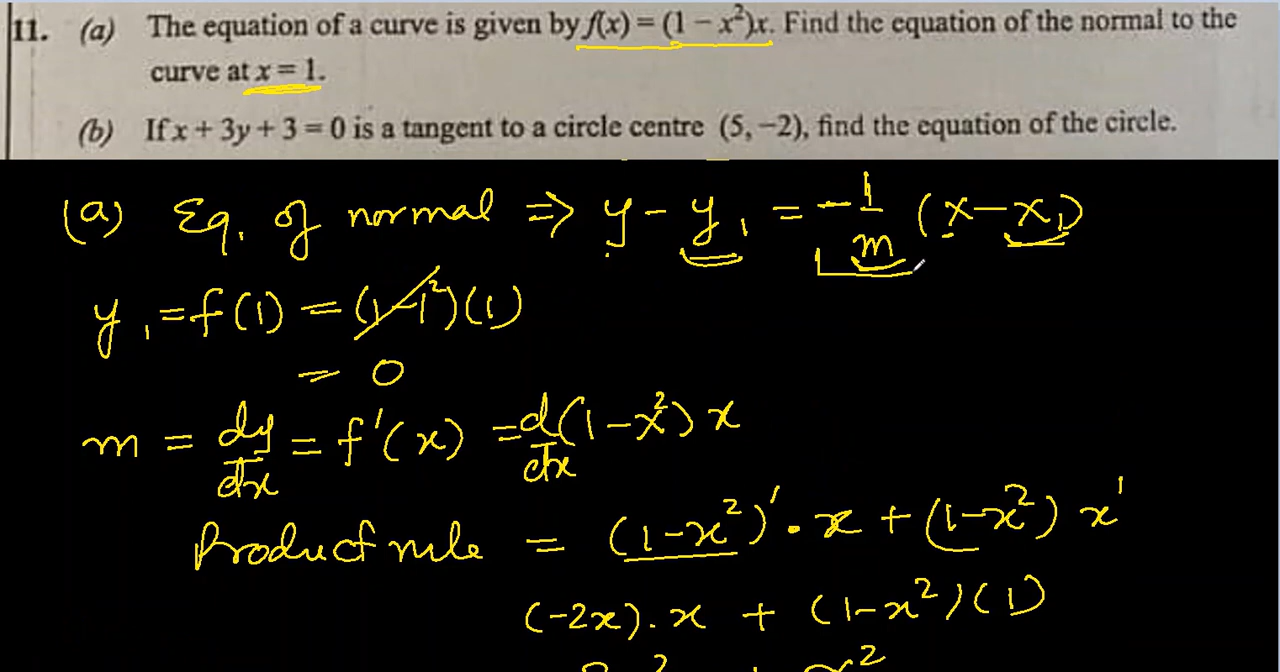 11. (a) The equation of a curve is given by f(x) = (1 – x²)x. Find the equation of the normal to the
curve at x = 1.
(b) If x + 3y + 3 = 0 is a tangent to a circle centre (5, –2), find the equation of the circle.
(a) Eq. of normal ⇒ y - y₁ = -1/m (x - x₁)
y₁ = f(1) = (1-1²)(1)
= 0
m = dy/dx = f'(x) = d/dx (1-x²) x
Product rule = (1-x²)' · x + (1-x²) x'
(-2x). x + (1-x²)(1)